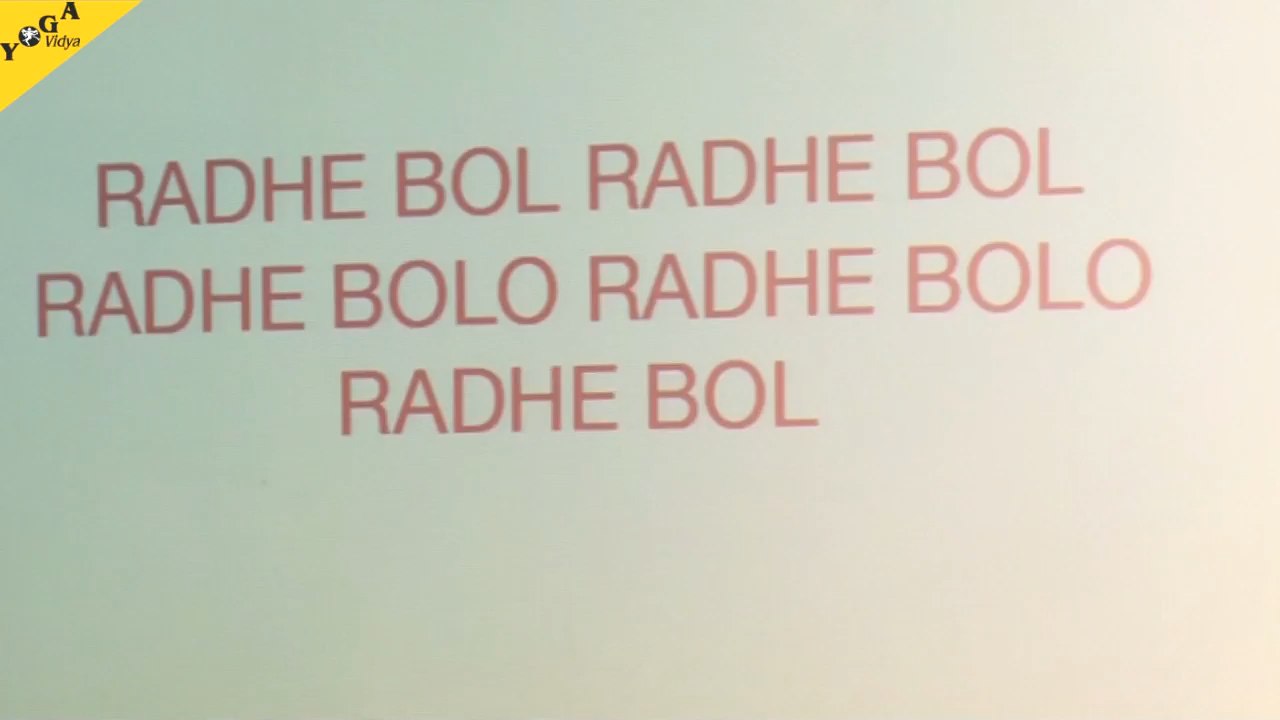 YOGA
Vidya
RADHE BOL RADHE BOL
RADHE BOLO RADHE BOLO
RADHE BOL